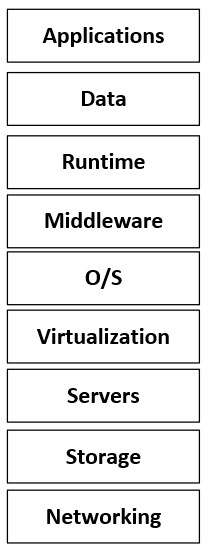 Applications
Data
Runtime
Middleware
O/S
Virtualization
Servers
Storage
Networking